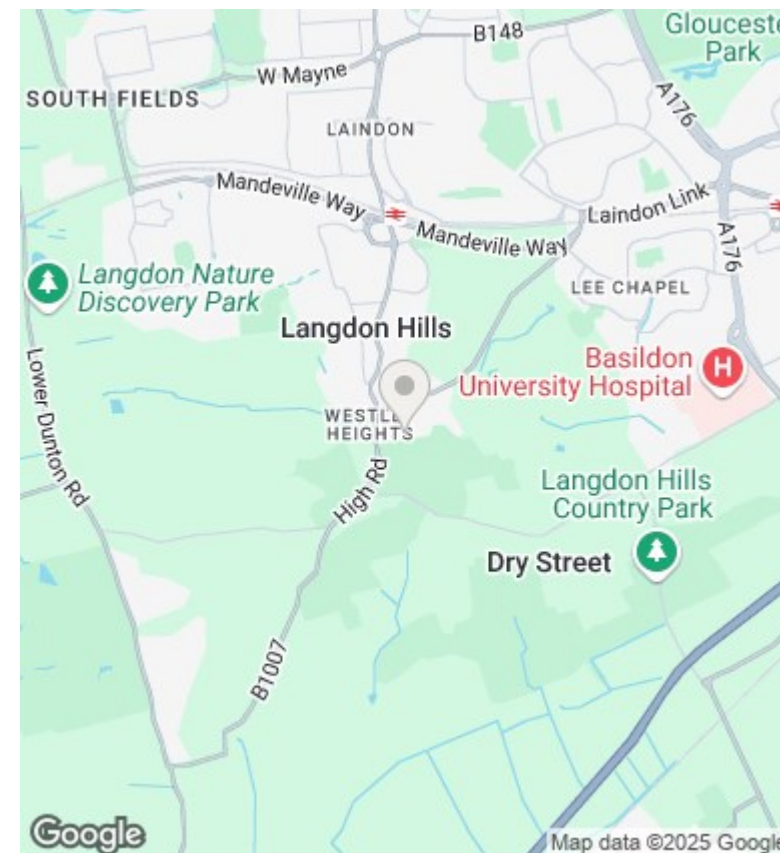 Gloucester
Park
B148
W Mayne
SOUTH FIELDS
A176
LAINDON
Mandeville Way
Laindon Link
Mandeville Way
A176
Langdon Nature
Discovery Park
LEE CHAPEL
Langdon Hills
Basildon
University Hospital
H
Lower Dunton Rd
HEIGHTS
High Rd
Langdon Hills
Country Park
Dry Street
B1007
Google
Map data ©2025 Google